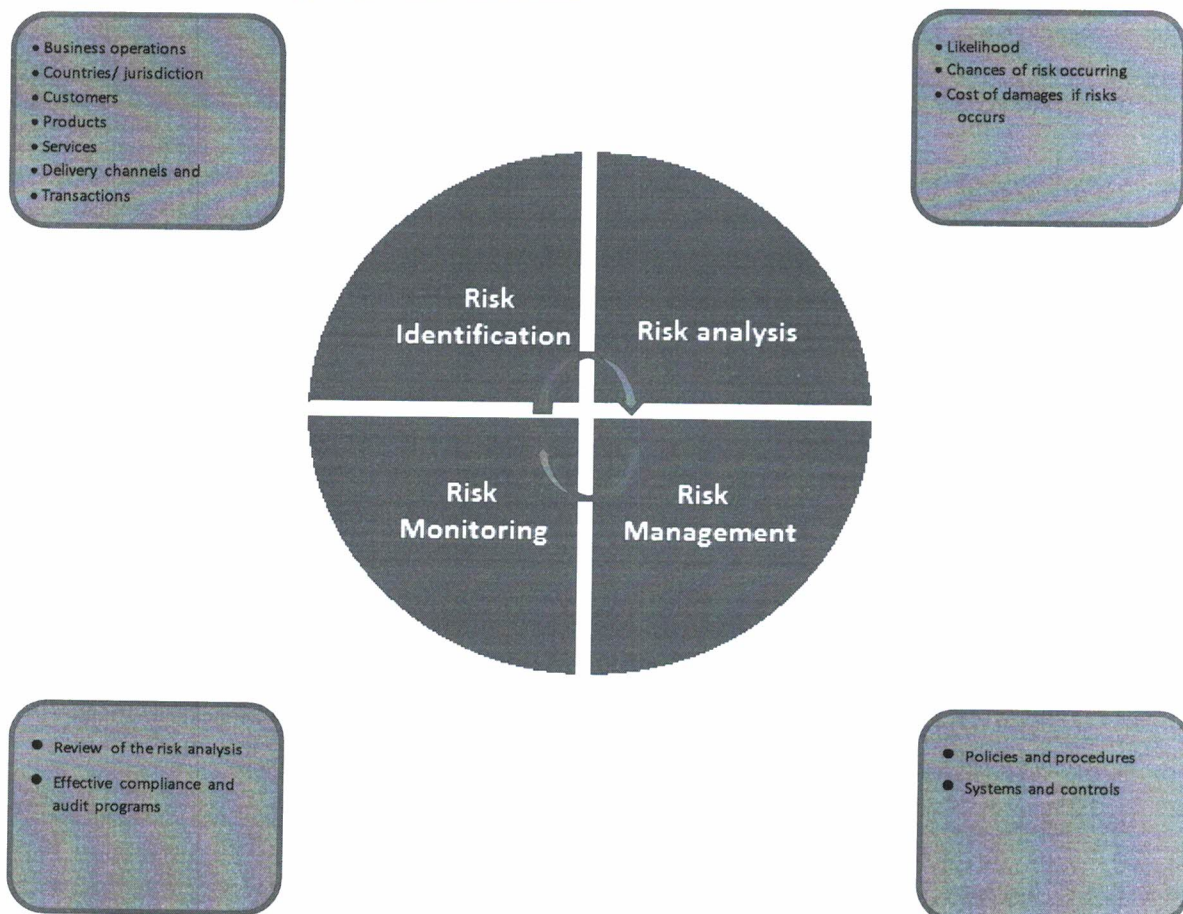 • Business operations
• Countries/ jurisdiction
• Customers
• Products
• Services
• Delivery channels and
• Transactions
• Likelihood
• Chances of risk occurring
• Cost of damages if risks
occurs
Risk
Identification
Risk analysis
Risk
Monitoring
Risk
Management
• Review of the risk analysis
• Effective compliance and
audit programs
• Policies and procedures
• Systems and controls